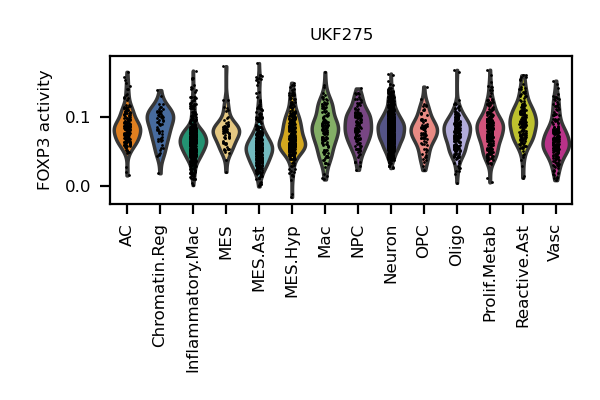 UKF275
FOXP3 activity
0.1
0.0
AC
Chromatin.Reg
Inflammatory.Mac
MES
MES.Ast
MES.Hyp
Mac
NPC
Neuron
OPC
Oligo
Prolif.Metab
Reactive.Ast
Vasc